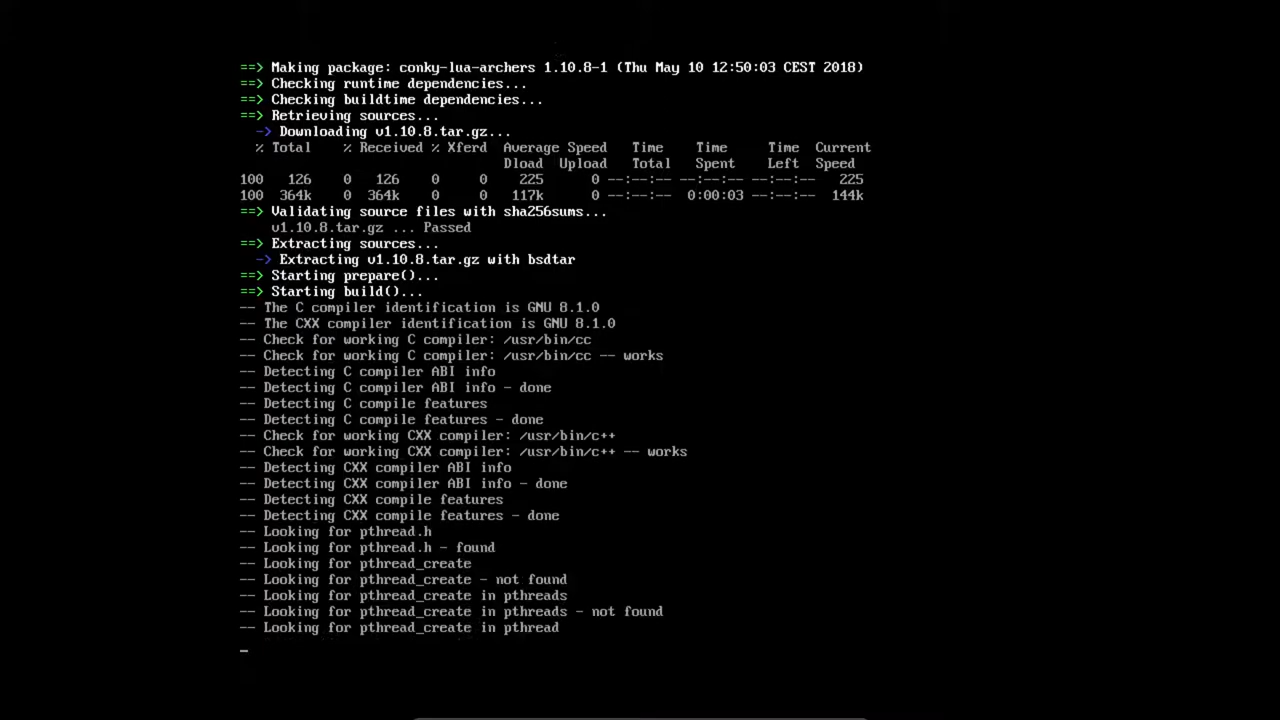 ==> Making package: conky-lua-archers 1.10.8-1 (Thu May 10 12:50:03 CEST 2018)
==> Checking runtime dependencies...
==> Checking buildtime dependencies...
==> Retrieving sources...
  -> Downloading v1.10.8.tar.gz...
  % Total    % Received % Xferd  Average Speed   Time    Time     Time  Current
                                 Dload  Upload   Total   Spent    Left  Speed
100   126    0   126    0     0    225      0 --:--:-- --:--:-- --:--:--   225
100  364k    0  364k    0     0   117k      0 --:--:--  0:00:03 --:--:--  144k
==> Validating source files with sha256sums...
    v1.10.8.tar.gz ... Passed
==> Extracting sources...
  -> Extracting v1.10.8.tar.gz with bsdtar
==> Starting prepare()...
==> Starting build()...
-- The C compiler identification is GNU 8.1.0
-- The CXX compiler identification is GNU 8.1.0
-- Check for working C compiler: /usr/bin/cc
-- Check for working C compiler: /usr/bin/cc -- works
-- Detecting C compiler ABI info
-- Detecting C compiler ABI info - done
-- Detecting C compile features
-- Detecting C compile features - done
-- Check for working CXX compiler: /usr/bin/c++
-- Check for working CXX compiler: /usr/bin/c++ -- works
-- Detecting CXX compiler ABI info
-- Detecting CXX compiler ABI info - done
-- Detecting CXX compile features
-- Detecting CXX compile features - done
-- Looking for pthread.h
-- Looking for pthread.h - found
-- Looking for pthread_create
-- Looking for pthread_create - not found
-- Looking for pthread_create in pthreads
-- Looking for pthread_create in pthreads - not found
-- Looking for pthread_create in pthread